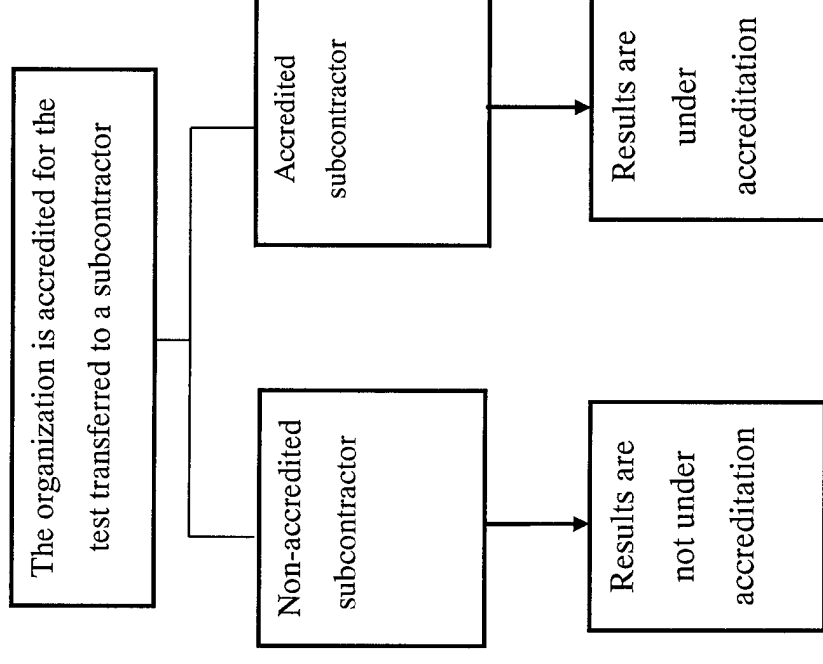 The organization is accredited for the
test transferred to a subcontractor
Non-accredited
subcontractor
Accredited
subcontractor
Results are
not under
accreditation
Results are
under
accreditation